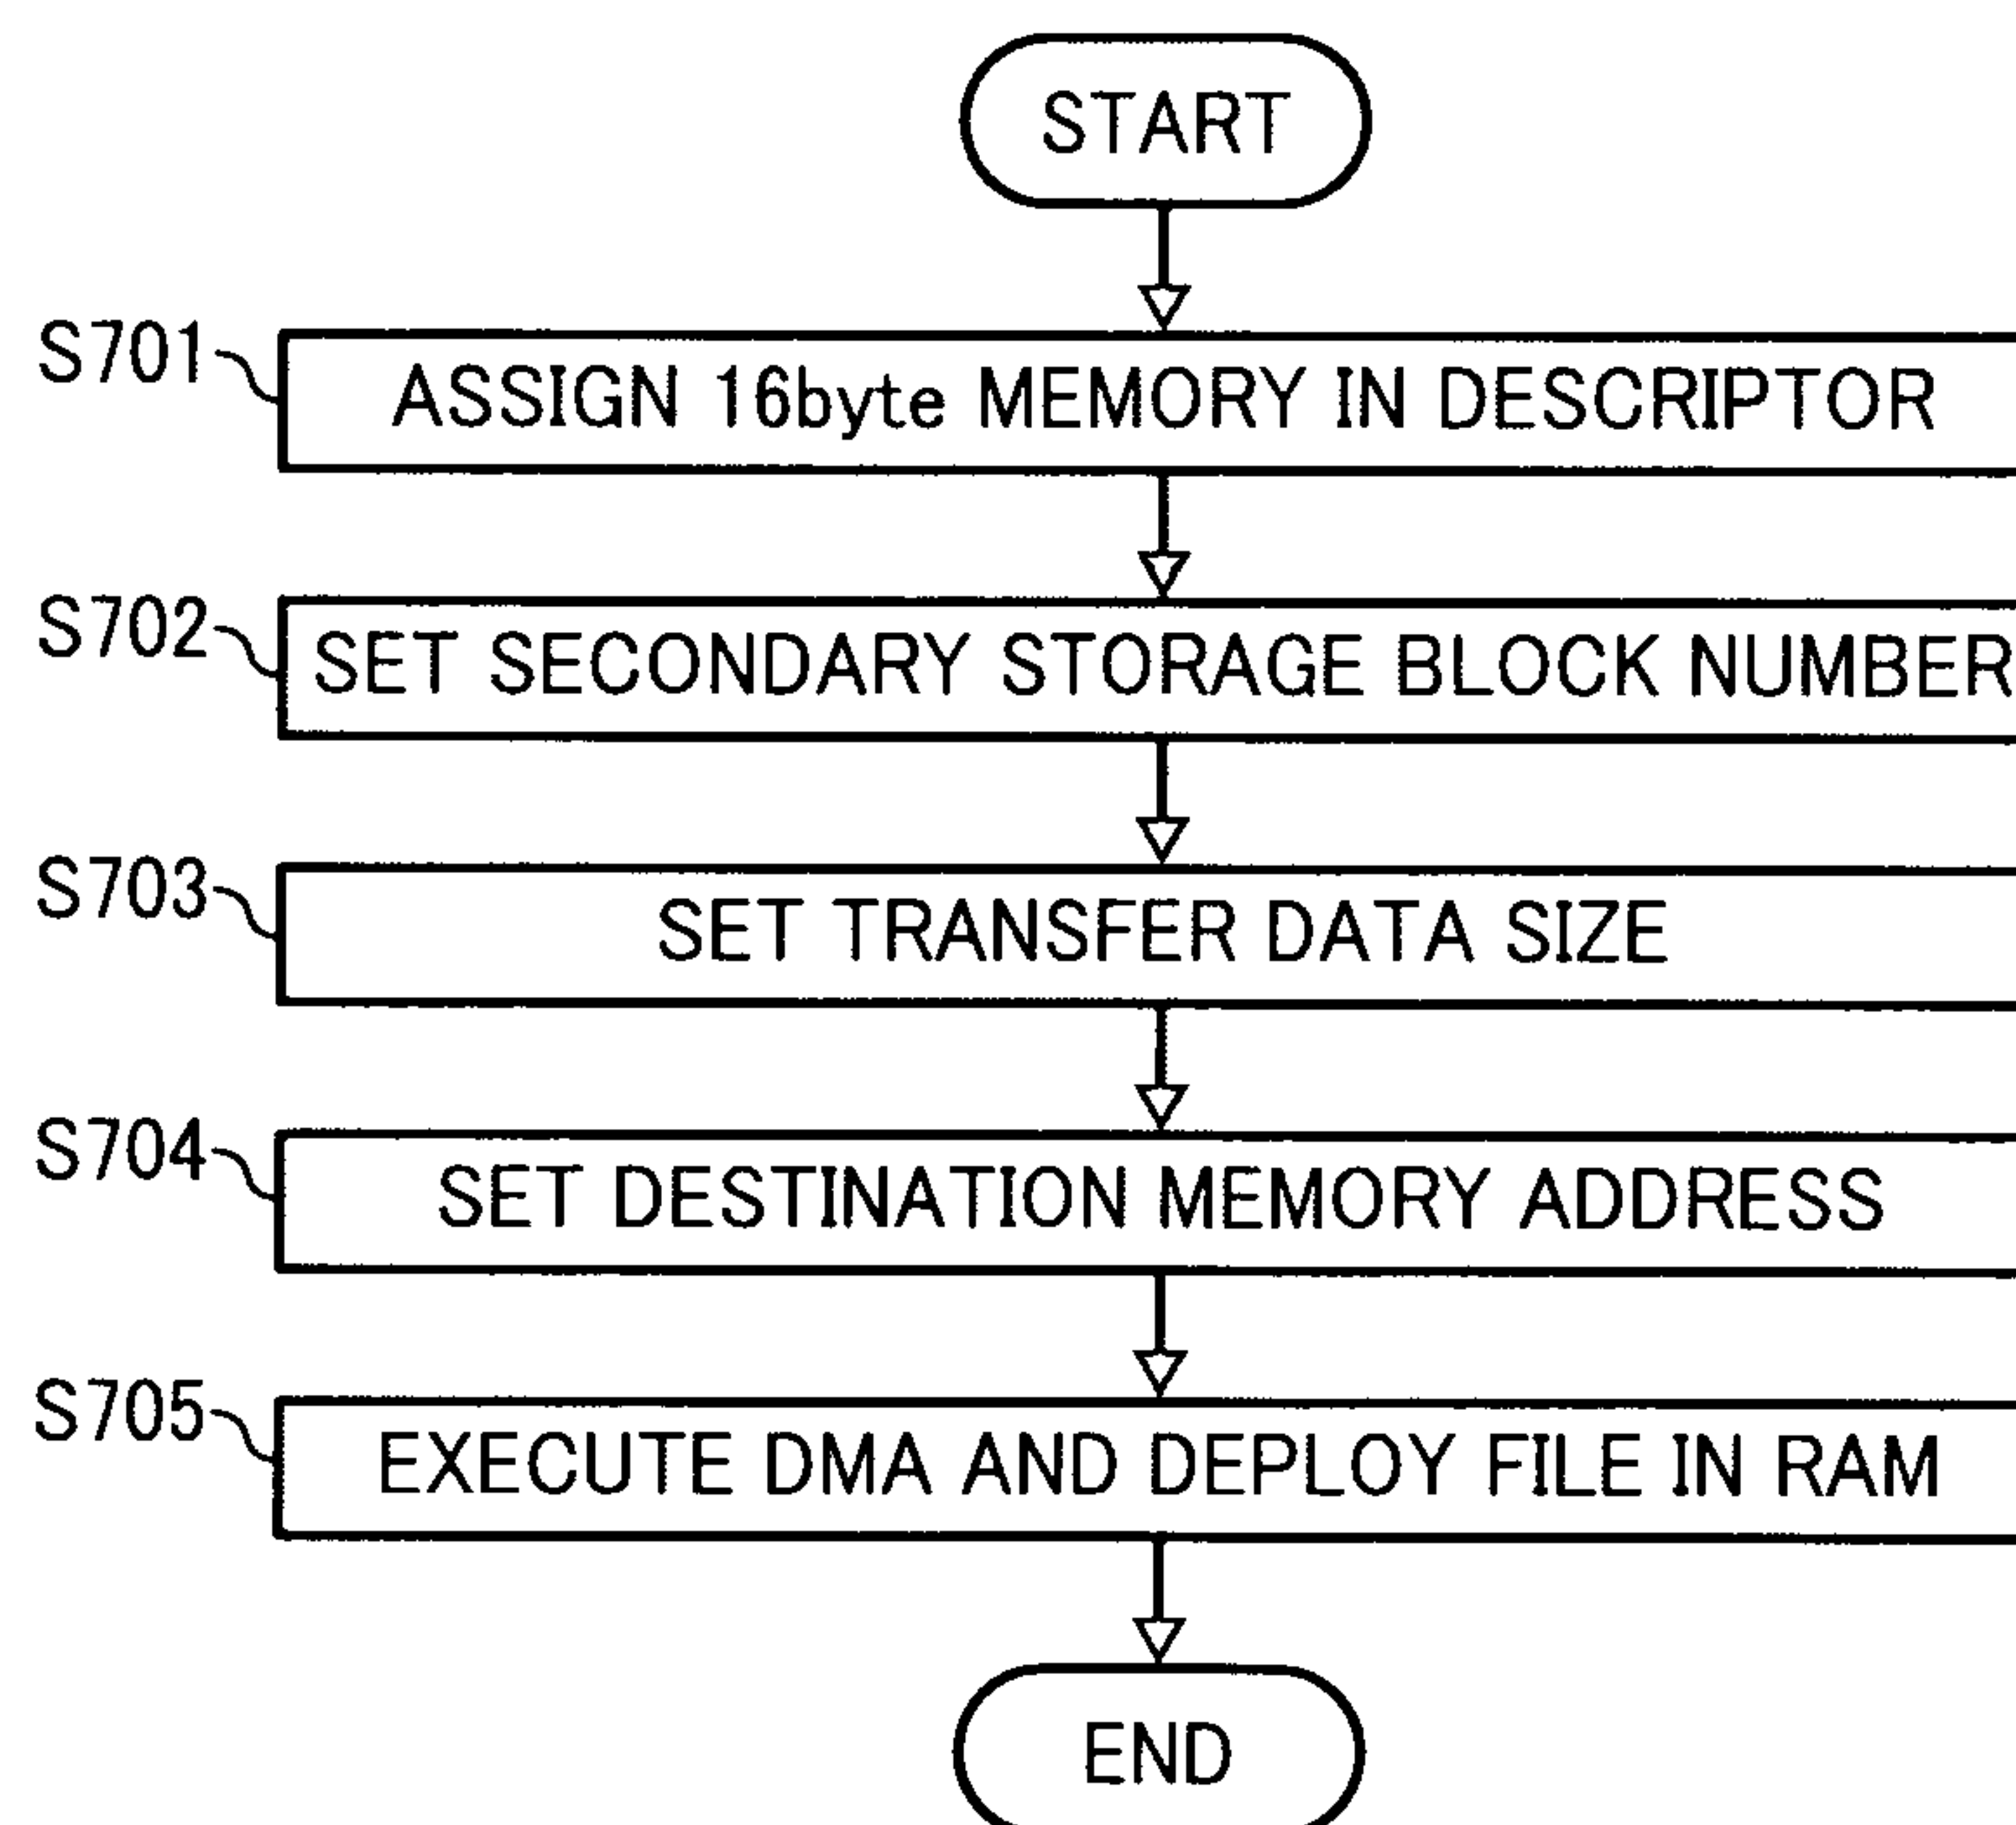 START
S701
ASSIGN 16byte MEMORY IN DESCRIPTOR
S702
SET SECONDARY STORAGE BLOCK NUMBER
S703
SET TRANSFER DATA SIZE
S704
SET DESTINATION MEMORY ADDRESS
S705
EXECUTE DMA AND DEPLOY FILE IN RAM
END